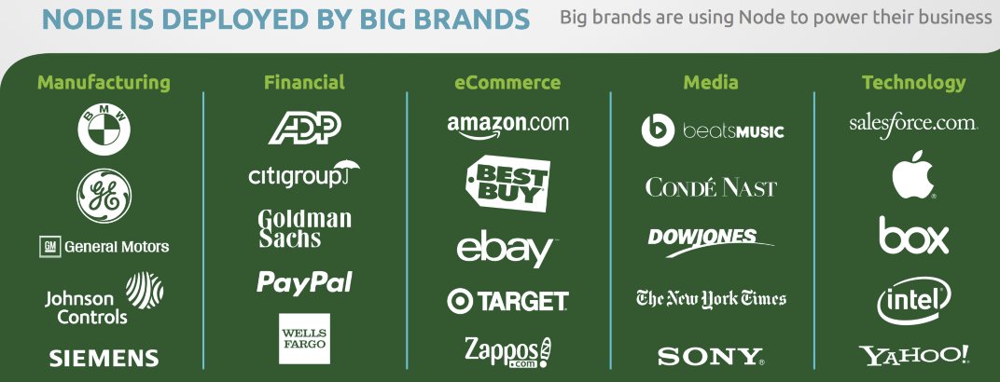 NODE IS DEPLOYED BY BIG BRANDS
Big brands are using Node to power their business
Manufacturing
BMW
GE
GM General Motors
Johnson
Controls
SIEMENS
Financial
ADP
citigroup
Goldman
Sachs
PayPal
WELLS
FARGO
eCommerce
amazon.com
BEST
BUY
ebay
TARGET
Zappos
.com
Media
b beatsMUSIC
CONDÉ NAST
DOWJONES
The New York Times
SONY
Technology
salesforce.com
box
intel
YAHOO!